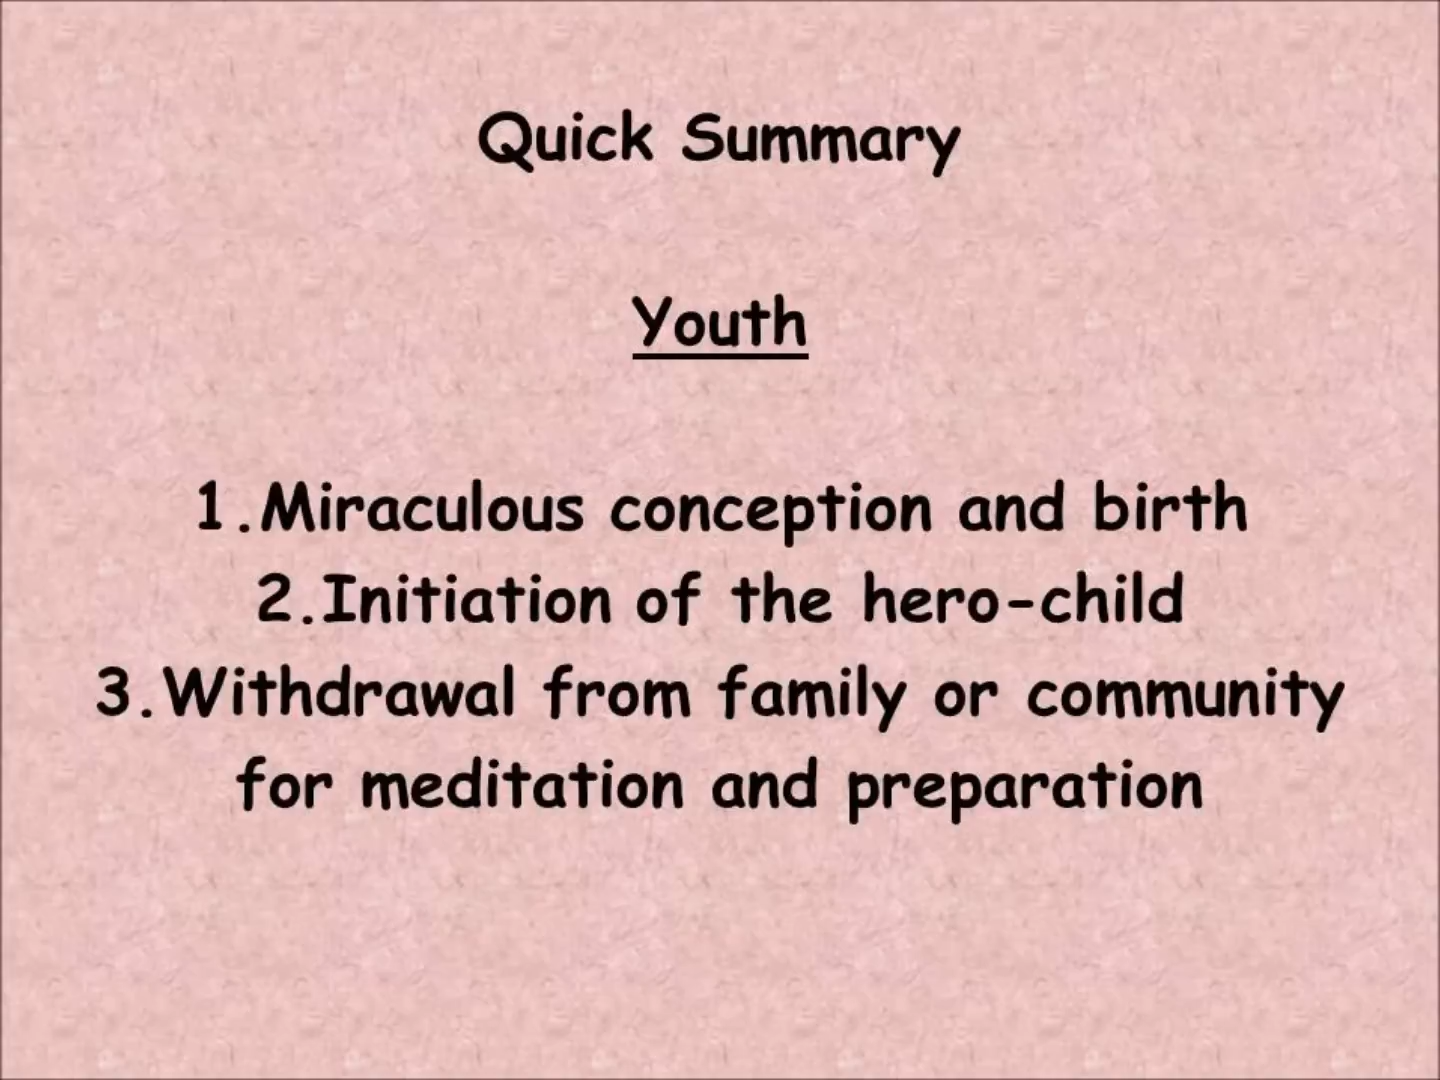 Quick Summary
Youth
1.Miraculous conception and birth
2.Initiation of the hero-child
3.Withdrawal from family or community
for meditation and preparation